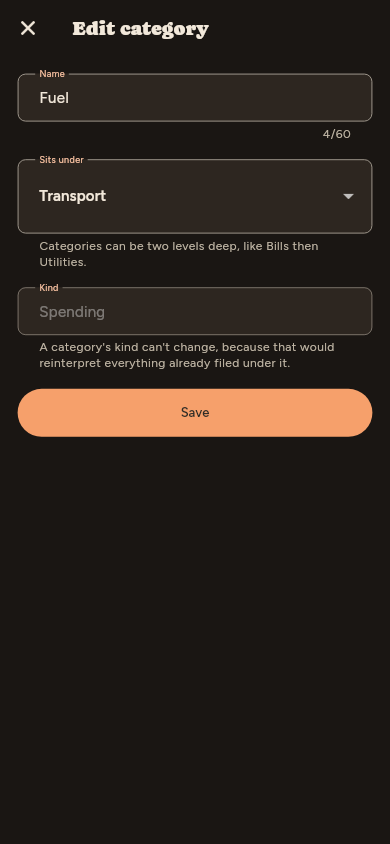 Edit category
Name
Fuel
4/60
Sits under
Transport
Categories can be two levels deep, like Bills then
Utilities.
Kind
Spending
A category's kind can't change, because that would
reinterpret everything already filed under it.
Save